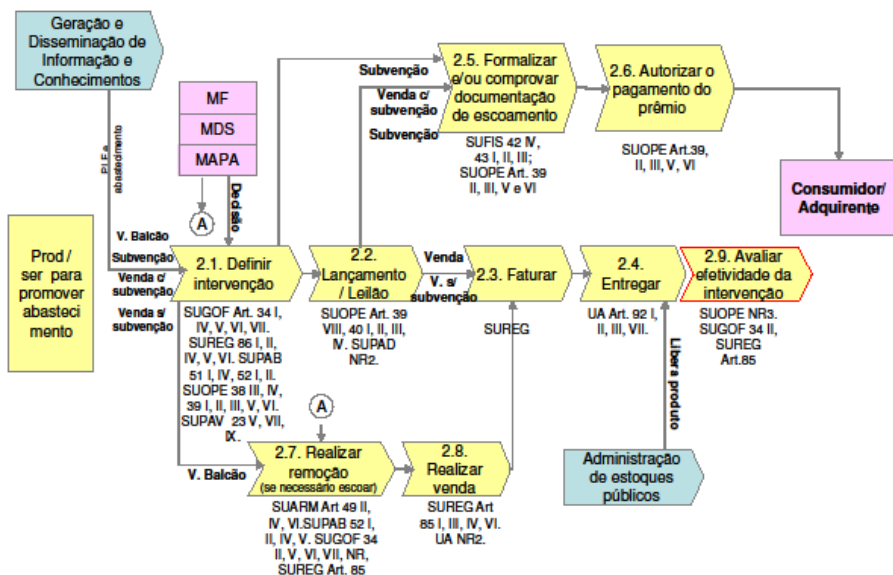 Geração e
Disseminação de
Informação e
Conhecimentos
MF
MDS
MAPA
A
Decisão
abastecimento
Subvenção
Venda c/
subvenção
Subvenção
2.5. Formalizar
e/ou comprovar
documentação
de escoamento
SUFIS 42 IV,
43 I, II, III;
SUOPE Art. 39
II, III, V e VI
2.6. Autorizar o
pagamento do
prêmio
SUOPE Art.39,
II, III, V, VI
Consumidor/
Adquirente
Prod /
ser para
promover
abasteci
mento
V. Balcão
Subvenção
Venda c/
subvenção
Venda s/
subvenção
2.1. Definir
intervenção
SUGOF Art. 34 I,
IV, V, VI, VII.
SUREG 86 I, II,
IV, V, VI. SUPAB
51 I, IV, 52 I, II.
SUOPE 38 III, IV,
39 I, II, III, V, VI.
SUPAV 23 V, VII,
IX.
2.2.
Lançamento
/ Leilão
SUOPE Art. 39
VIII, 40 I, II, III,
IV. SUPAD
NR2.
Venda
V. s/
subvenção
2.3. Faturar
SUREG
2.4.
Entregar
UA Art. 92 I,
II, III, VII.
2.9. Avaliar
efetividade da
intervenção
SUOPE NR3.
SUGOF 34 II,
SUREG
Art.85
Libera produto
Administração
de estoques
públicos
A
V. Balcão
2.7. Realizar
remoção
(se necessário escoar)
SUARM Art 49 II,
IV, VI.SUPAB 52 I,
II, IV, V. SUGOF 34
II, V, VI, VII, NR,
SUREG Art. 85
2.8.
Realizar
venda
SUREG Art
85 I, III, IV, VI.
UA NR2.